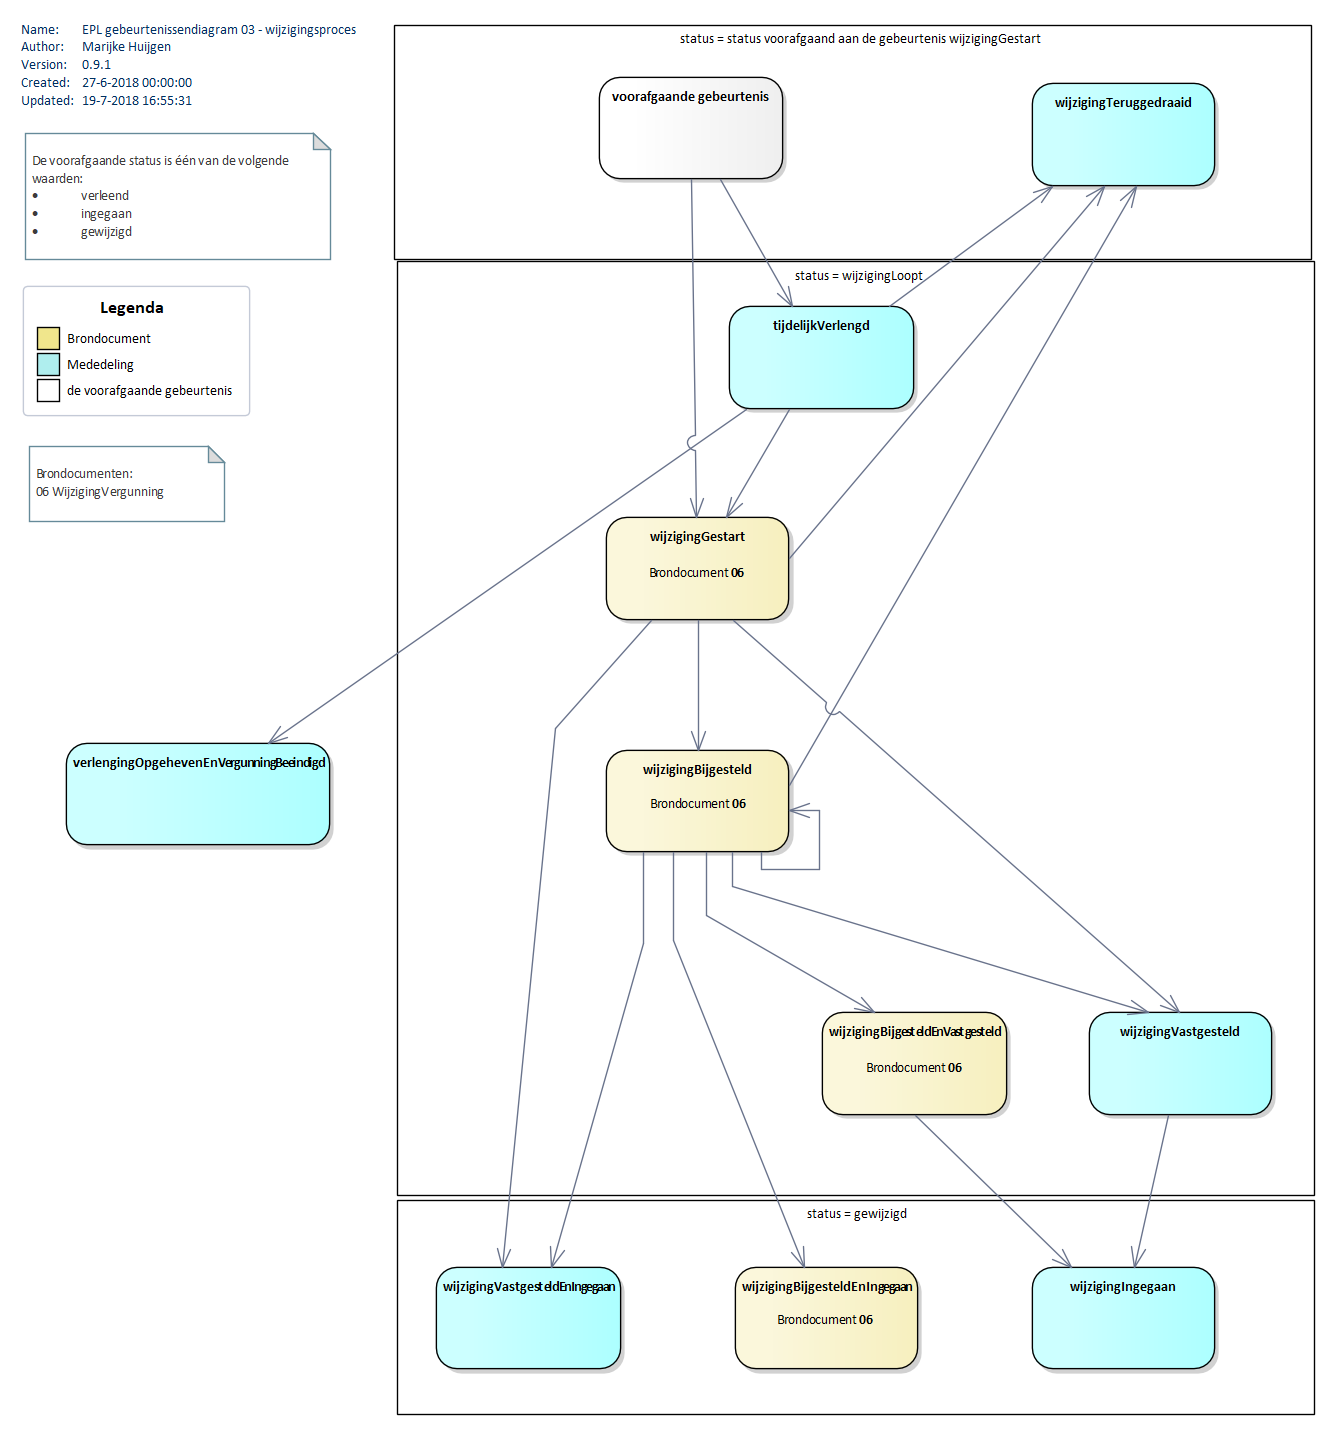 Name: EPL gebeurtenissendiagram 03 - wijzigingsproces
Author: Marijke Huijgen
Version: 0.9.1
Created: 27-6-2018 00:00:00
Updated: 19-7-2018 16:55:31
De voorafgaande status is één van de volgende
waarden:
• verleend
• ingegaan
• gewijzigd
Legenda
Brondocument
Mededeling
de voorafgaande gebeurtenis
Brondocumenten:
06 WijzigingVergunning
status = status voorafgaand aan de gebeurtenis wijzigingGestart
voorafgaande gebeurtenis
wijzigingTeruggedraaid
status = wijzigingLoopt
tijdelijkVerlengd
wijzigingGestart
Brondocument 06
verlengingOpgehevenEnVergunningBeeindigd
wijzigingBijgesteld
Brondocument 06
wijzigingBijgesteldEnVastgesteld
Brondocument 06
wijzigingVastgesteld
status = gewijzigd
wijzigingVastgesteldEnIngegaan
wijzigingBijgesteldEnIngegaan
Brondocument 06
wijzigingIngegaan